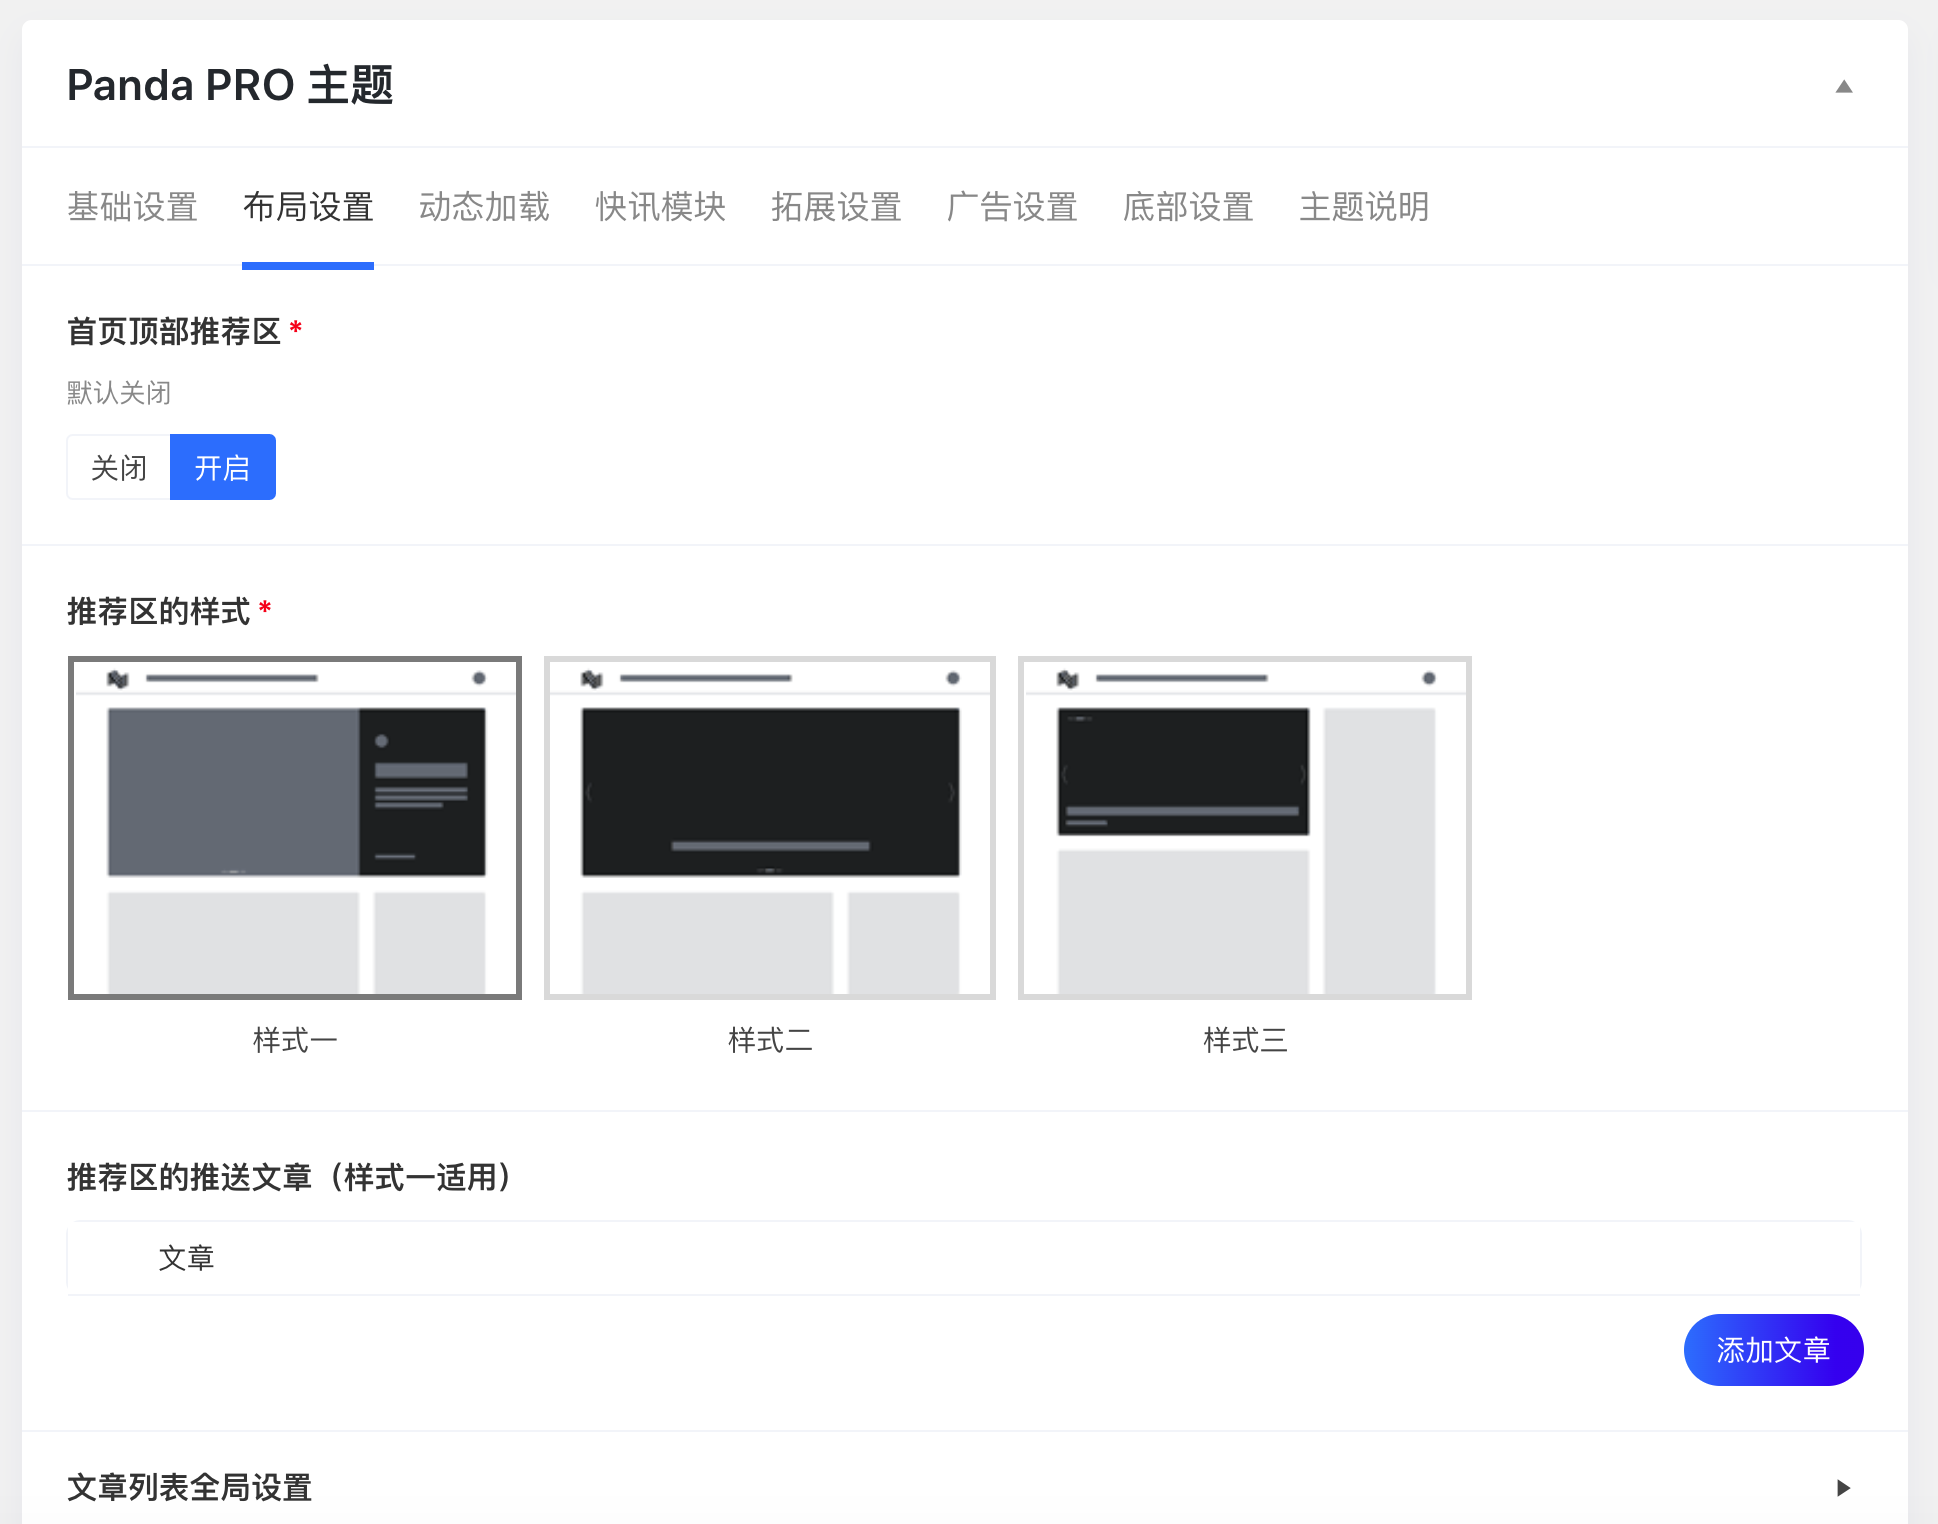 Panda PRO 主题
基础设置 布局设置 动态加载 快讯模块 拓展设置 广告设置 底部设置 主题说明
首页顶部推荐区 *
默认关闭
关闭 开启
推荐区的样式 *
样式一 样式二 样式三
推荐区的推送文章（样式一适用）
文章
添加文章
文章列表全局设置